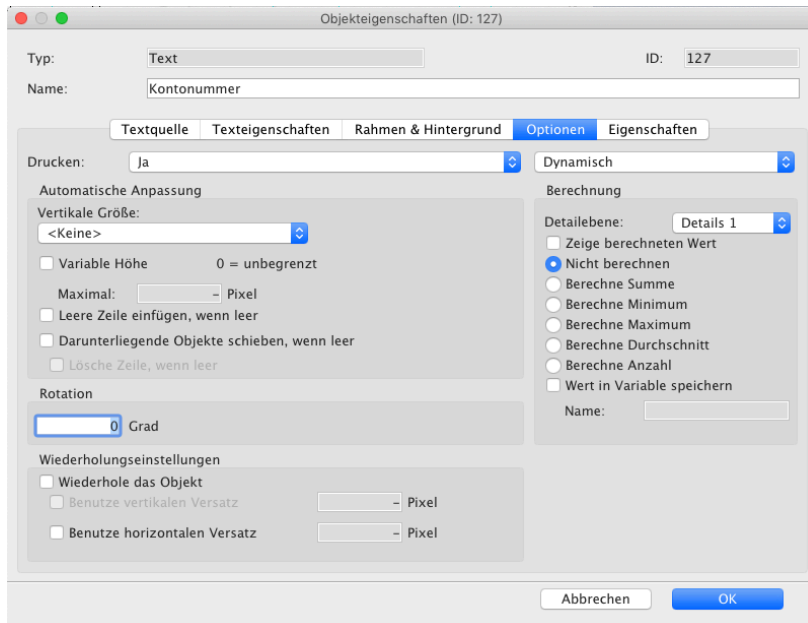 Objekteigenschaften (ID: 127)
Typ: Text ID: 127
Name: Kontonummer
Textquelle Texteigenschaften Rahmen & Hintergrund Optionen Eigenschaften
Drucken: Ja Dynamisch
Automatische Anpassung
Vertikale Größe:
<Keine>
Variable Höhe 0 = unbegrenzt
Maximal: – Pixel
Leere Zeile einfügen, wenn leer
Darunterliegende Objekte schieben, wenn leer
Lösche Zeile, wenn leer
Rotation
0 Grad
Wiederholungseinstellungen
Wiederhole das Objekt
Benutze vertikalen Versatz – Pixel
Benutze horizontalen Versatz – Pixel
Berechnung
Detailebene: Details 1
Zeige berechneten Wert
Nicht berechnen
Berechne Summe
Berechne Minimum
Berechne Maximum
Berechne Durchschnitt
Berechne Anzahl
Wert in Variable speichern
Name:
Abbrechen OK